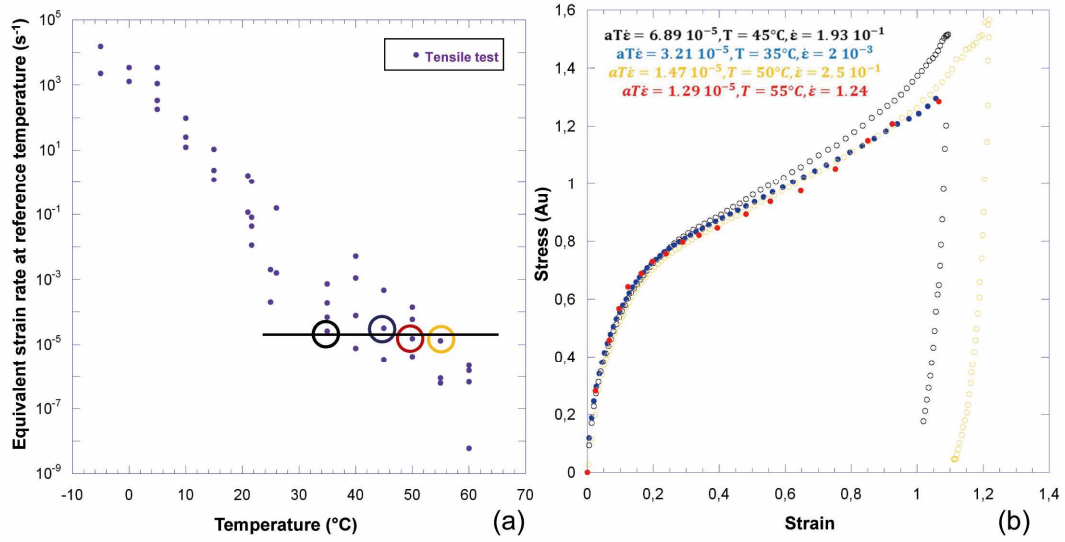 Equivalent strain rate at reference temperature (s⁻¹)
10⁵
10³
10¹
10⁻¹
10⁻³
10⁻⁵
10⁻⁷
10⁻⁹
Tensile test
-10 0 10 20 30 40 50 60 70
Temperature (°C)
(a)
Stress (Au)
1,6
1,4
1,2
1
0,8
0,6
0,4
0,2
0
aTε̇ = 6.89 10⁻⁵, T = 45°C, ε̇ = 1.93 10⁻¹
aTε̇ = 3.21 10⁻⁵, T = 35°C, ε̇ = 2 10⁻³
aTε̇ = 1.47 10⁻⁵, T = 50°C, ε̇ = 2.5 10⁻¹
aTε̇ = 1.29 10⁻⁵, T = 55°C, ε̇ = 1.24
0 0,2 0,4 0,6 0,8 1 1,2 1,4
Strain
(b)